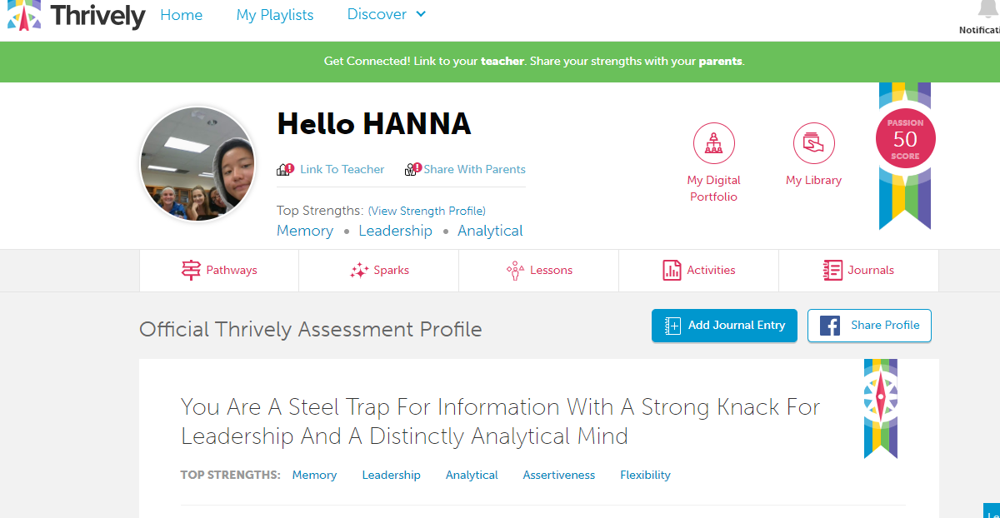 Thrively Home My Playlists Discover
Get Connected! Link to your teacher. Share your strengths with your parents.
Hello HANNA
Link To Teacher Share With Parents
Top Strengths: (View Strength Profile)
Memory • Leadership • Analytical
My Digital
Portfolio
My Library
PASSION
50
SCORE
Pathways Sparks Lessons Activities Journals
Official Thrively Assessment Profile
Add Journal Entry Share Profile
You Are A Steel Trap For Information With A Strong Knack For
Leadership And A Distinctly Analytical Mind
TOP STRENGTHS: Memory Leadership Analytical Assertiveness Flexibility